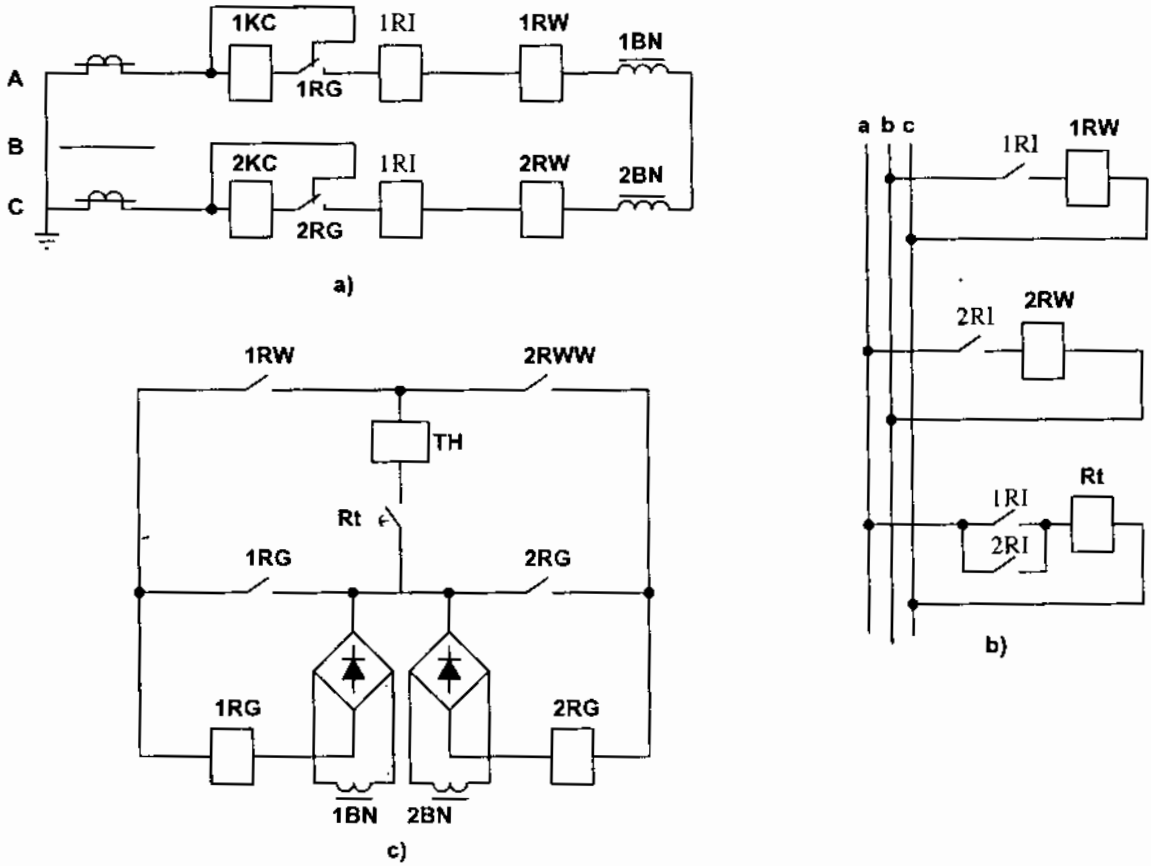 1KC 1RI 1RW 1BN
A
1RG
B
2KC 1RI 2RW 2BN
C
2RG
a)
a b c 1RW
1RI
2RW
2RI
Rt
1RI
2RI
b)
1RW 2RWW
TH
Rt
1RG 2RG
1RG 2RG
1BN 2BN
c)